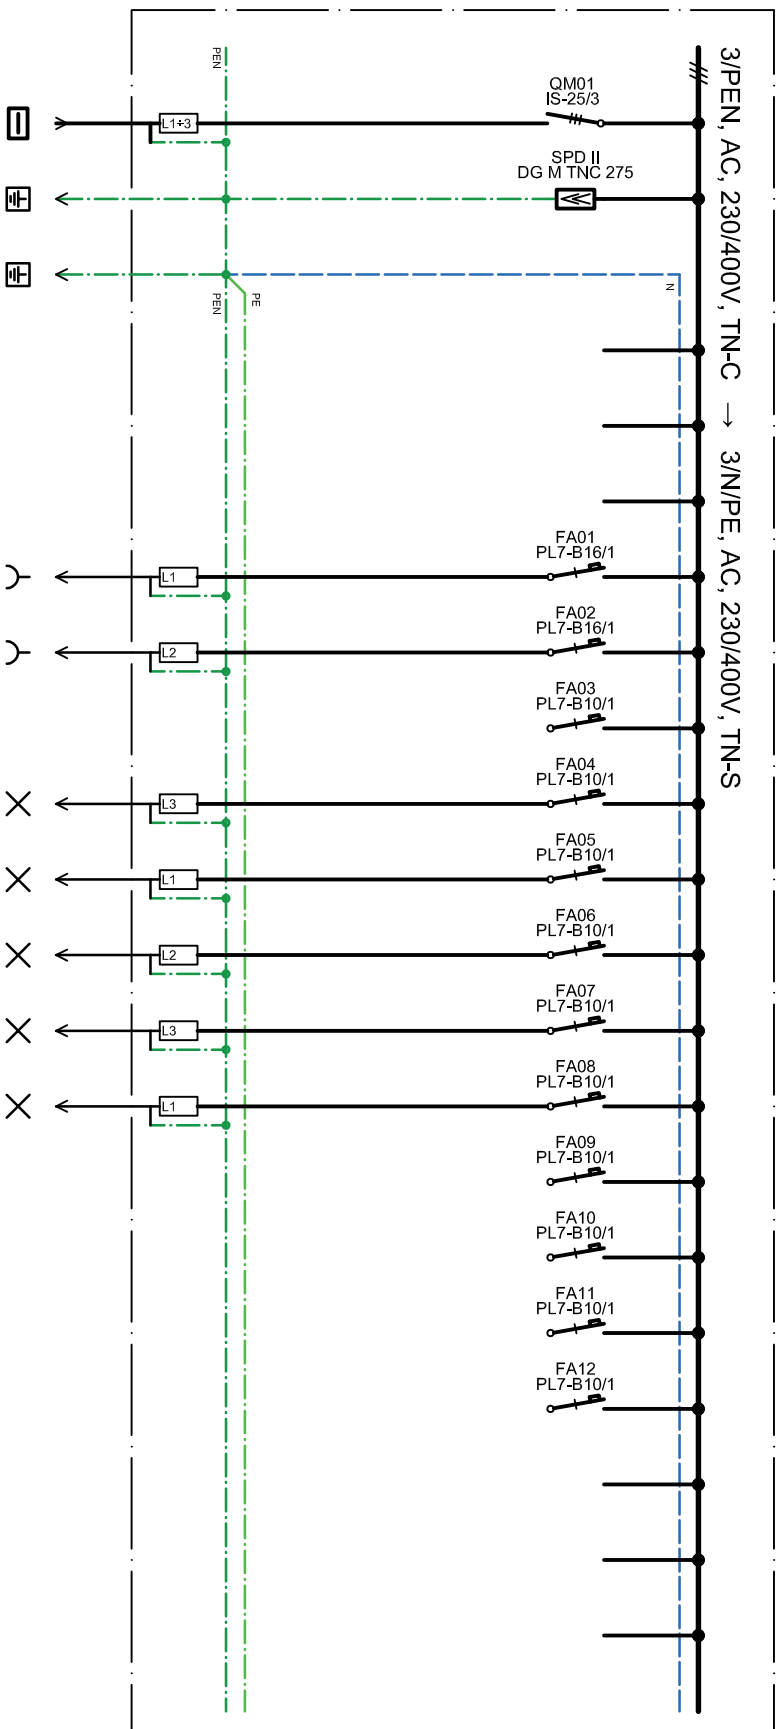 3/PEN, AC, 230/400V, TN-C → 3/N/PE, AC, 230/400V, TN-S
PEN
QM01
IS-25/3
L1÷3
SPD II
DG M TNC 275
N
PE
PEN
FA01
PL7-B16/1
L1
FA02
PL7-B16/1
L2
FA03
PL7-B10/1
FA04
PL7-B10/1
L3
FA05
PL7-B10/1
L1
FA06
PL7-B10/1
L2
FA07
PL7-B10/1
L3
FA08
PL7-B10/1
L1
FA09
PL7-B10/1
FA10
PL7-B10/1
FA11
PL7-B10/1
FA12
PL7-B10/1